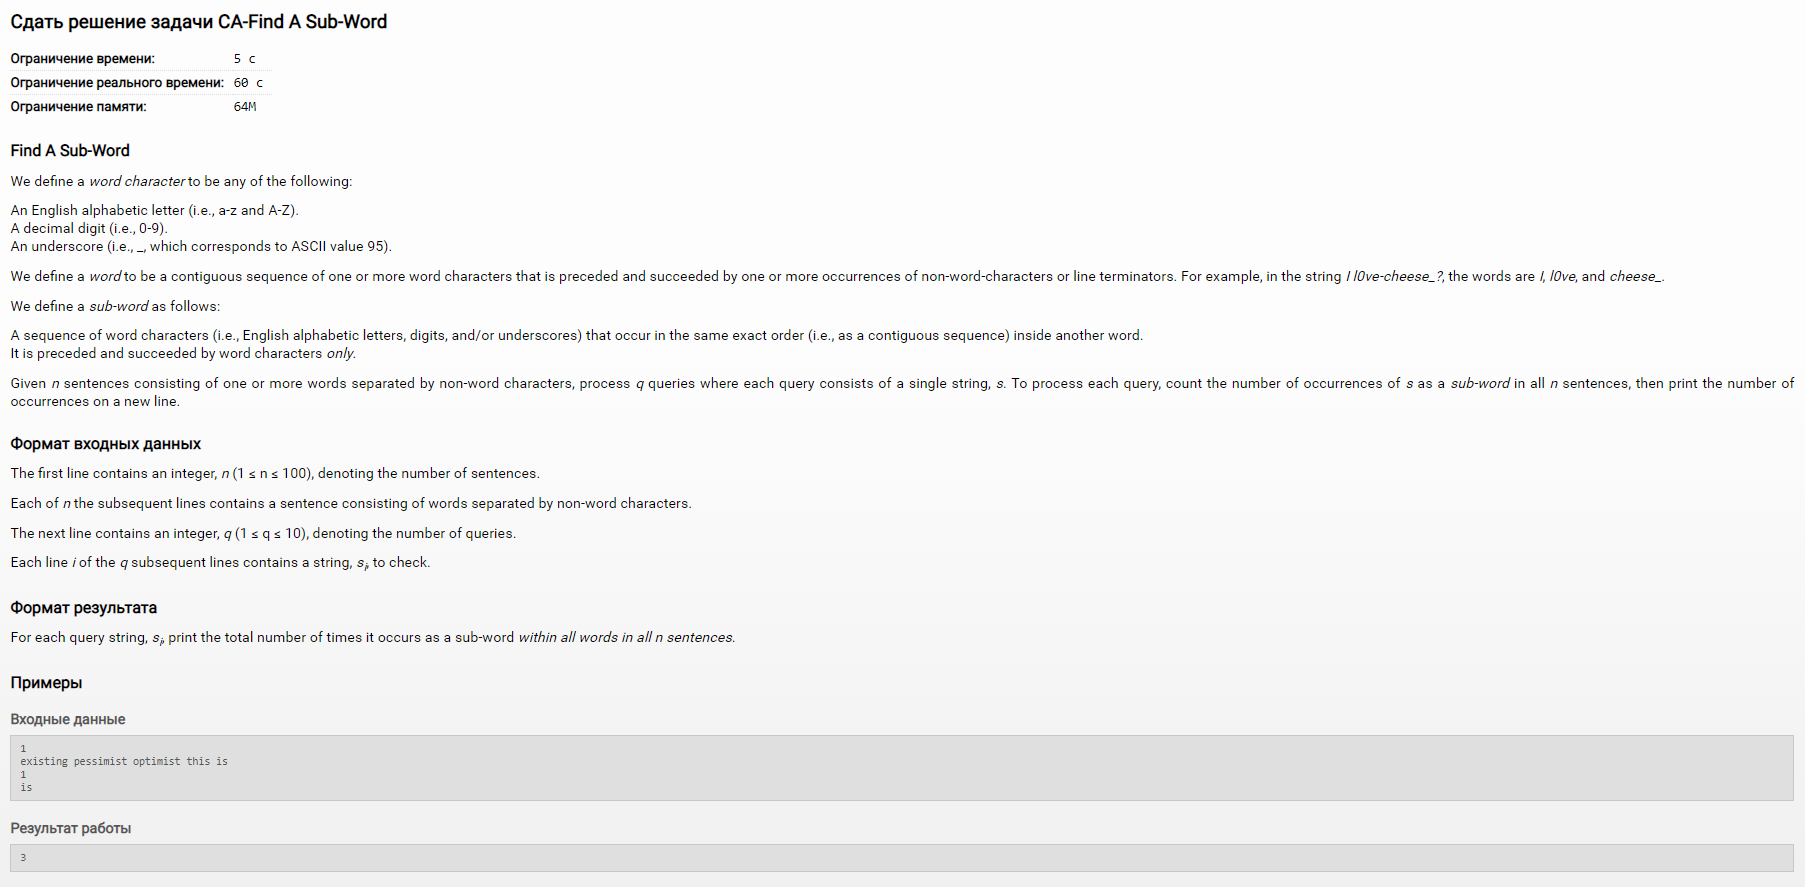 Сдать решение задачи CA-Find A Sub-Word
Ограничение времени: 5 с
Ограничение реального времени: 60 с
Ограничение памяти: 64M
Find A Sub-Word
We define a word character to be any of the following:
An English alphabetic letter (i.e., a-z and A-Z).
A decimal digit (i.e., 0-9).
An underscore (i.e., _, which corresponds to ASCII value 95).
We define a word to be a contiguous sequence of one or more word characters that is preceded and succeeded by one or more occurrences of non-word-characters or line terminators. For example, in the string I l0ve-cheese_?, the words are I, l0ve, and cheese_.
We define a sub-word as follows:
A sequence of word characters (i.e., English alphabetic letters, digits, and/or underscores) that occur in the same exact order (i.e., as a contiguous sequence) inside another word.
It is preceded and succeeded by word characters only.
Given n sentences consisting of one or more words separated by non-word characters, process q queries where each query consists of a single string, s. To process each query, count the number of occurrences of s as a sub-word in all n sentences, then print the number of
occurrences on a new line.
Формат входных данных
The first line contains an integer, n (1 ≤ n ≤ 100), denoting the number of sentences.
Each of n the subsequent lines contains a sentence consisting of words separated by non-word characters.
The next line contains an integer, q (1 ≤ q ≤ 10), denoting the number of queries.
Each line i of the q subsequent lines contains a string, si, to check.
Формат результата
For each query string, si, print the total number of times it occurs as a sub-word within all words in all n sentences.
Примеры
Входные данные
1
existing pessimist optimist this is
1
is
Результат работы
3